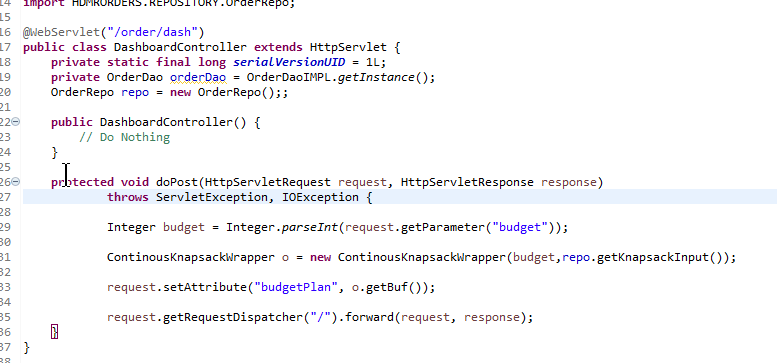 14 import HDMRORDERS.REPOSITORY.OrderRepo;
15
16 @WebServlet("/order/dash")
17 public class DashboardController extends HttpServlet {
18 private static final long serialVersionUID = 1L;
19 private OrderDao orderDao = OrderDaoIMPL.getInstance();
20 OrderRepo repo = new OrderRepo();;
21
22 public DashboardController() {
23 // Do Nothing
24 }
25
26 protected void doPost(HttpServletRequest request, HttpServletResponse response)
27 throws ServletException, IOException {
28
29 Integer budget = Integer.parseInt(request.getParameter("budget"));
30
31 ContinousKnapsackWrapper o = new ContinousKnapsackWrapper(budget,repo.getKnapsackInput());
32
33 request.setAttribute("budgetPlan", o.getBuf());
34
35 request.getRequestDispatcher("/").forward(request, response);
36 }
37 }
38